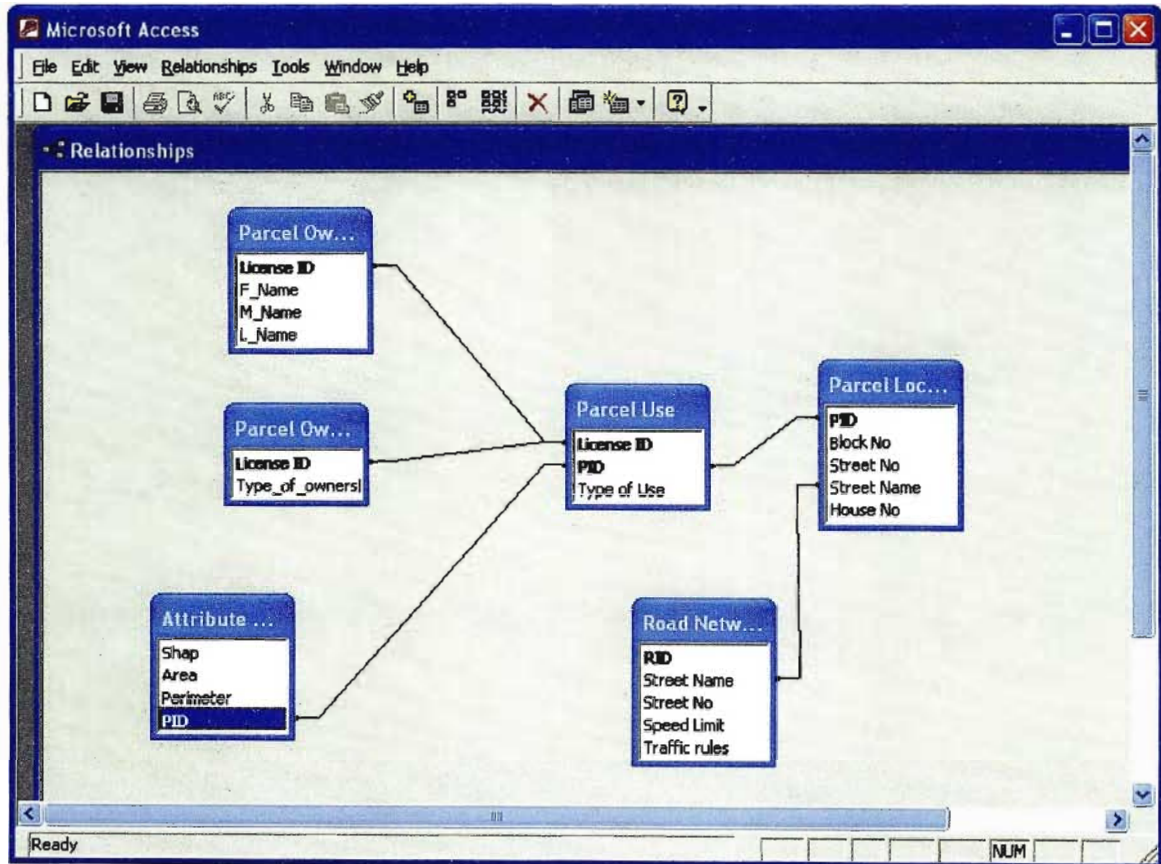 Microsoft Access
File Edit View Relationships Tools Window Help
Relationships
Parcel Ow...
License ID
F_Name
M_Name
L_Name
Parcel Ow...
License ID
Type_of_ownersl
Attribute ...
Shap
Area
Perimeter
PID
Parcel Use
License ID
PID
Type of Use
Parcel Loc...
PID
Block No
Street No
Street Name
House No
Road Netw...
RID
Street Name
Street No
Speed Limit
Traffic rules
Ready
NUM